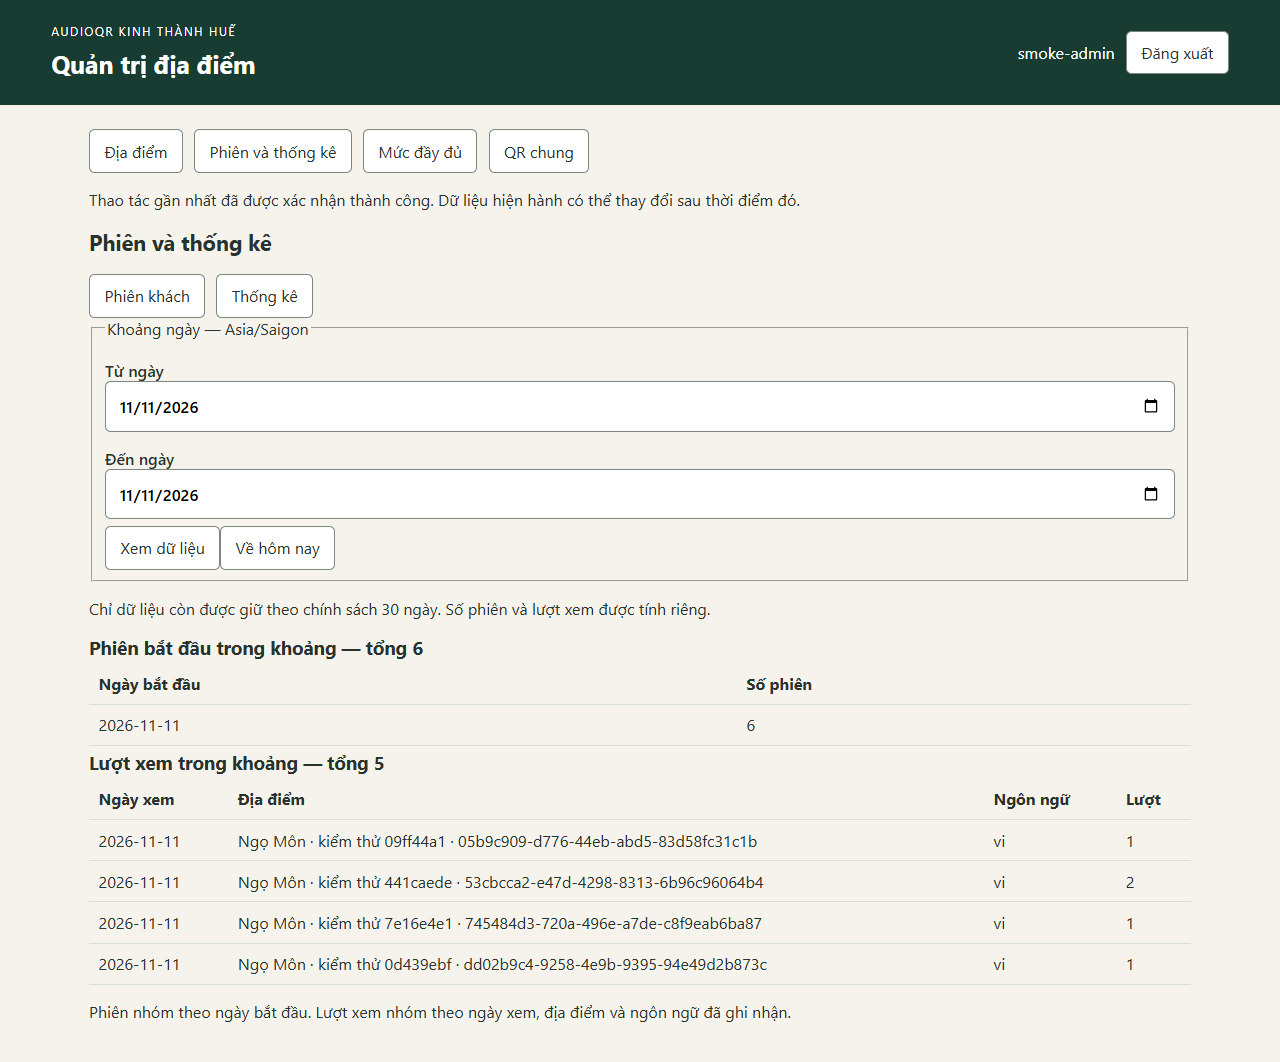 AUDIOQR KINH THÀNH HUẾ
Quản trị địa điểm
smoke-admin Đăng xuất
Địa điểm Phiên và thống kê Mức đầy đủ QR chung
Thao tác gần nhất đã được xác nhận thành công. Dữ liệu hiện hành có thể thay đổi sau thời điểm đó.
Phiên và thống kê
Phiên khách Thống kê
Khoảng ngày — Asia/Saigon
Từ ngày
11/11/2026
Đến ngày
11/11/2026
Xem dữ liệu Về hôm nay
Chỉ dữ liệu còn được giữ theo chính sách 30 ngày. Số phiên và lượt xem được tính riêng.
Phiên bắt đầu trong khoảng — tổng 6
Ngày bắt đầu Số phiên
2026-11-11 6
Lượt xem trong khoảng — tổng 5
Ngày xem Địa điểm Ngôn ngữ Lượt
2026-11-11 Ngọ Môn · kiểm thử 09ff44a1 · 05b9c909-d776-44eb-abd5-83d58fc31c1b vi 1
2026-11-11 Ngọ Môn · kiểm thử 441caede · 53cbcca2-e47d-4298-8313-6b96c96064b4 vi 2
2026-11-11 Ngọ Môn · kiểm thử 7e16e4e1 · 745484d3-720a-496e-a7de-c8f9eab6ba87 vi 1
2026-11-11 Ngọ Môn · kiểm thử 0d439ebf · dd02b9c4-9258-4e9b-9395-94e49d2b873c vi 1
Phiên nhóm theo ngày bắt đầu. Lượt xem nhóm theo ngày xem, địa điểm và ngôn ngữ đã ghi nhận.